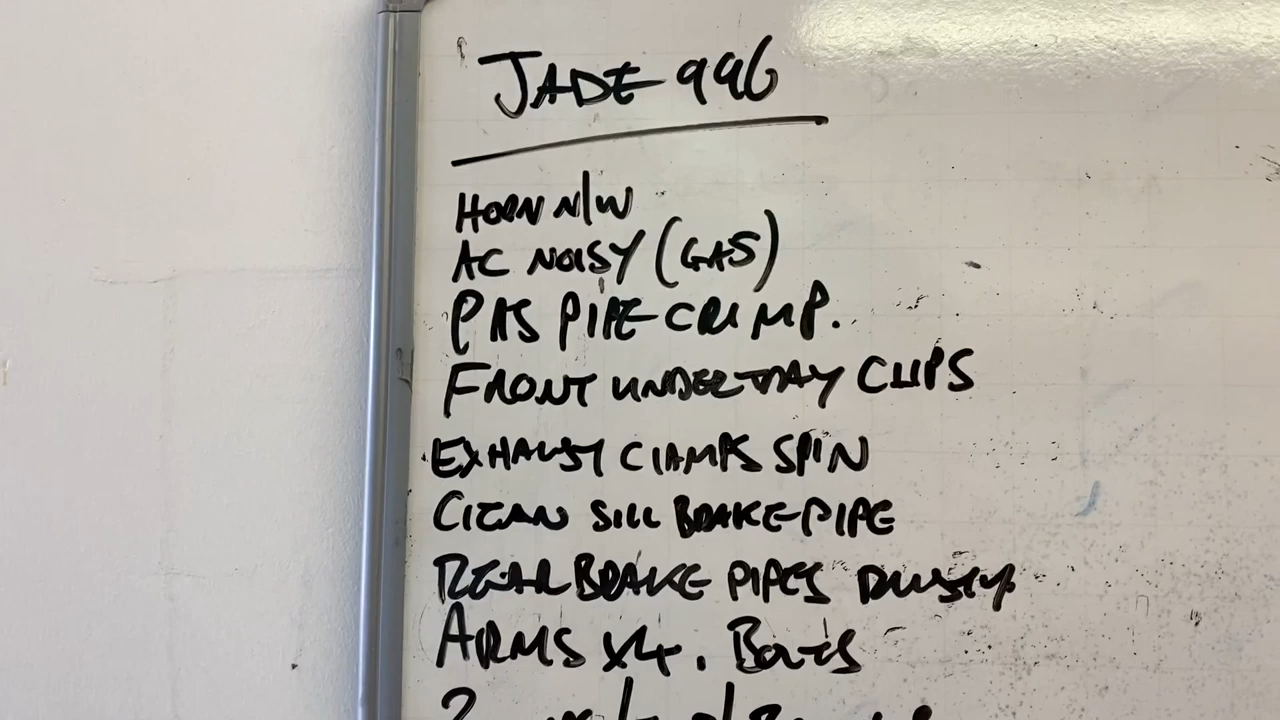 JADE 996
HORN N/W
AC NOISY (GAS)
PAS PIPE CRIMP.
FRONT UNDERTRAY CLIPS
EXHAUST CLAMPS SPIN
CLEAN SILL BRAKE PIPE
REAR BRAKE PIPES RUSTY
ARMS X4. BOLTS